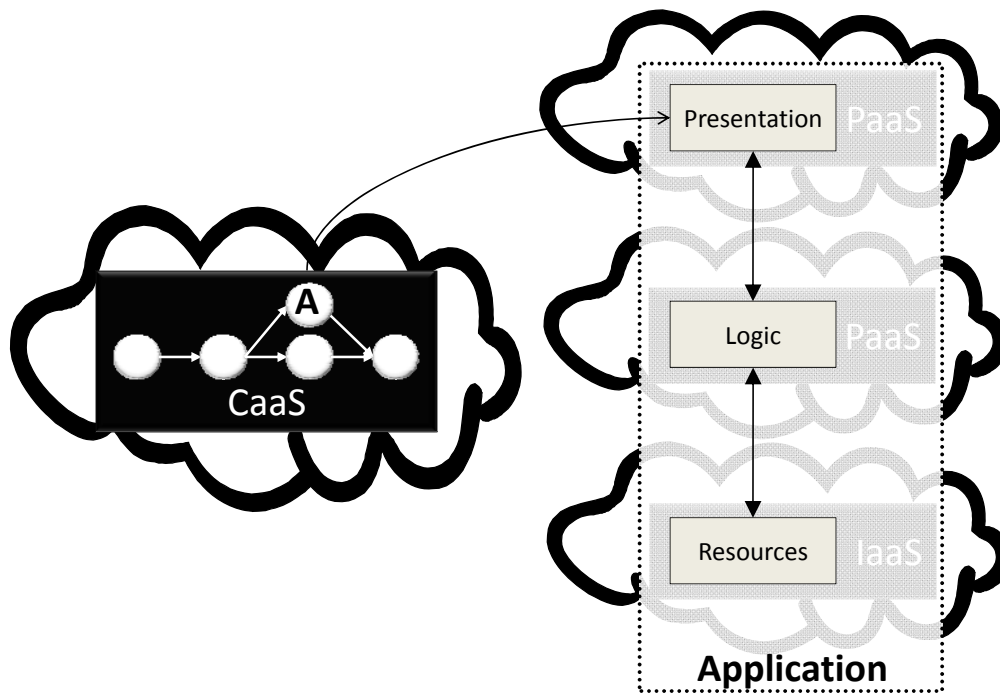 A
CaaS
Presentation
PaaS
Logic
PaaS
Resources
IaaS
Application